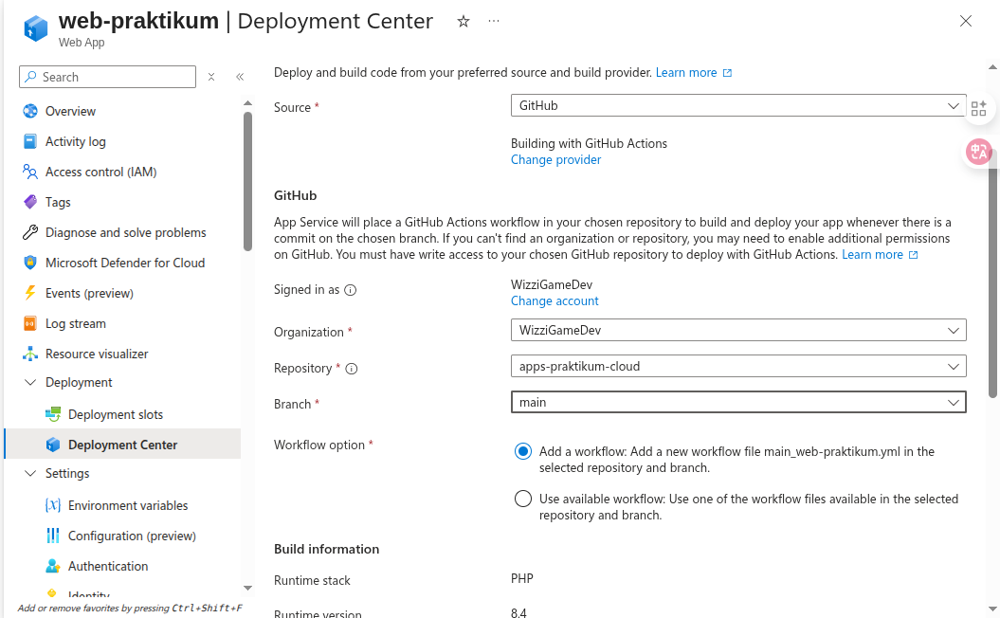 web-praktikum | Deployment Center
Web App
Search
Overview
Activity log
Access control (IAM)
Tags
Diagnose and solve problems
Microsoft Defender for Cloud
Events (preview)
Log stream
Resource visualizer
Deployment
Deployment slots
Deployment Center
Settings
Environment variables
Configuration (preview)
Authentication
Identity
Add or remove favorites by pressing Ctrl+Shift+F
Deploy and build code from your preferred source and build provider. Learn more
Source *
GitHub
Building with GitHub Actions
Change provider
GitHub
App Service will place a GitHub Actions workflow in your chosen repository to build and deploy your app whenever there is a
commit on the chosen branch. If you can't find an organization or repository, you may need to enable additional permissions
on GitHub. You must have write access to your chosen GitHub repository to deploy with GitHub Actions. Learn more
Signed in as
WizziGameDev
Change account
Organization *
WizziGameDev
Repository *
apps-praktikum-cloud
Branch *
main
Workflow option *
Add a workflow: Add a new workflow file main_web-praktikum.yml in the
selected repository and branch.
Use available workflow: Use one of the workflow files available in the selected
repository and branch.
Build information
Runtime stack
PHP
Runtime version
8.4